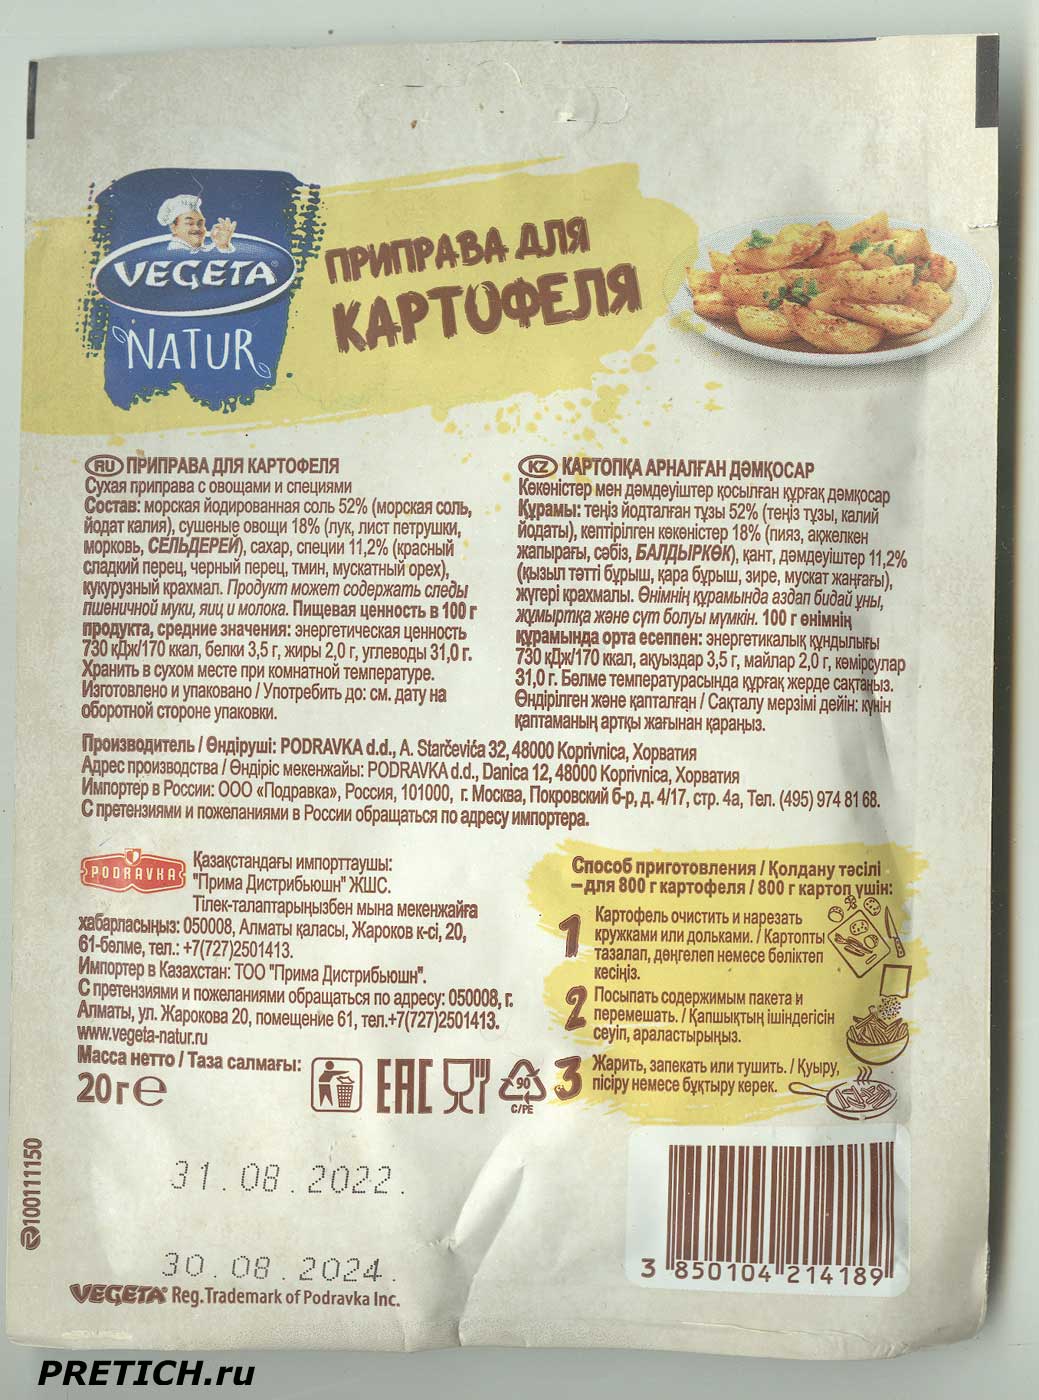 VEGETA®
NATUR
ПРИПРАВА ДЛЯ
КАРТОФЕЛЯ
RU ПРИПРАВА ДЛЯ КАРТОФЕЛЯ
Сухая приправа с овощами и специями
Состав: морская йодированная соль 52% (морская соль,
йодат калия), сушеные овощи 18% (лук, лист петрушки,
морковь, СЕЛЬДЕРЕЙ), сахар, специи 11,2% (красный
сладкий перец, черный перец, тмин, мускатный орех),
кукурузный крахмал. Продукт может содержать следы
пшеничной муки, яиц и молока. Пищевая ценность в 100 г
продукта, средние значения: энергетическая ценность
730 кДж/170 ккал, белки 3,5 г, жиры 2,0 г, углеводы 31,0 г.
Хранить в сухом месте при комнатной температуре.
Изготовлено и упаковано / Употребить до: см. дату на
оборотной стороне упаковки.
KZ КАРТОПҚА АРНАЛҒАН ДӘМҚОСАР
Көкөністер мен дәмдеуіштер қосылған құрғақ дәмқосар
Құрамы: теңіз йодталған тұзы 52% (теңіз тұзы, калий
йодаты), кептірілген көкөністер 18% (пияз, ақжелкен
жапырағы, сәбіз, БАЛДЫРКӨК), қант, дәмдеуіштер 11,2%
(қызыл тәтті бұрыш, қара бұрыш, зире, мускат жаңғағы),
жүгері крахмалы. Өнімнің құрамында аздап бидай ұны,
жұмыртқа және сүт болуы мүмкін. 100 г өнімнің
құрамында орта есеппен: энергетикалық құндылығы
730 кДж/170 ккал, ақуыздар 3,5 г, майлар 2,0 г, көмірсулар
31,0 г. Бөлме температурасында құрғақ жерде сақтаңыз.
Өндірілген және қапталған / Сақталу мерзімі дейін: күнін
қаптаманың артқы жағынан қараңыз.
Производитель / Өндіруші: PODRAVKA d.d., A. Starčevića 32, 48000 Koprivnica, Хорватия
Адрес производства / Өндіріс мекенжайы: PODRAVKA d.d., Danica 12, 48000 Koprivnica, Хорватия
Импортер в России: ООО «Подравка», Россия, 101000, г. Москва, Покровский б-р, д. 4/17, стр. 4а, Тел. (495) 974 81 68.
С претензиями и пожеланиями в России обращаться по адресу импортера.
PODRAVKA
Қазақстандағы импорттаушы:
"Прима Дистрибьюшн" ЖШС.
Тілек-талаптарыңызбен мына мекенжайға
хабарласыңыз: 050008, Алматы қаласы, Жароков к-сі, 20,
61-бөлме, тел.: +7(727)2501413.
Импортер в Казахстан: ТОО "Прима Дистрибьюшн".
С претензиями и пожеланиями обращаться по адресу: 050008, г.
Алматы, ул. Жарокова 20, помещение 61, тел.+7(727)2501413.
www.vegeta-natur.ru
Масса нетто / Таза салмағы:
20 г e
EAC
90
C/PE
Способ приготовления / Қолдану тәсілі
– для 800 г картофеля / 800 г картоп үшін:
1 Картофель очистить и нарезать
кружками или дольками. / Картопты
тазалап, дөңгелеп немесе бөліктеп
кесіңіз.
2 Посыпать содержимым пакета и
перемешать. / Қапшықтың ішіндегісін
сеуіп, араластырыңыз.
3 Жарить, запекать или тушить. / Қуыру,
пісіру немесе бұқтыру керек.
100111150
31.08.2022.
30.08.2024.
VEGETA® Reg.Trademark of Podravka Inc.
3 850104 214189
PRETICH.ru